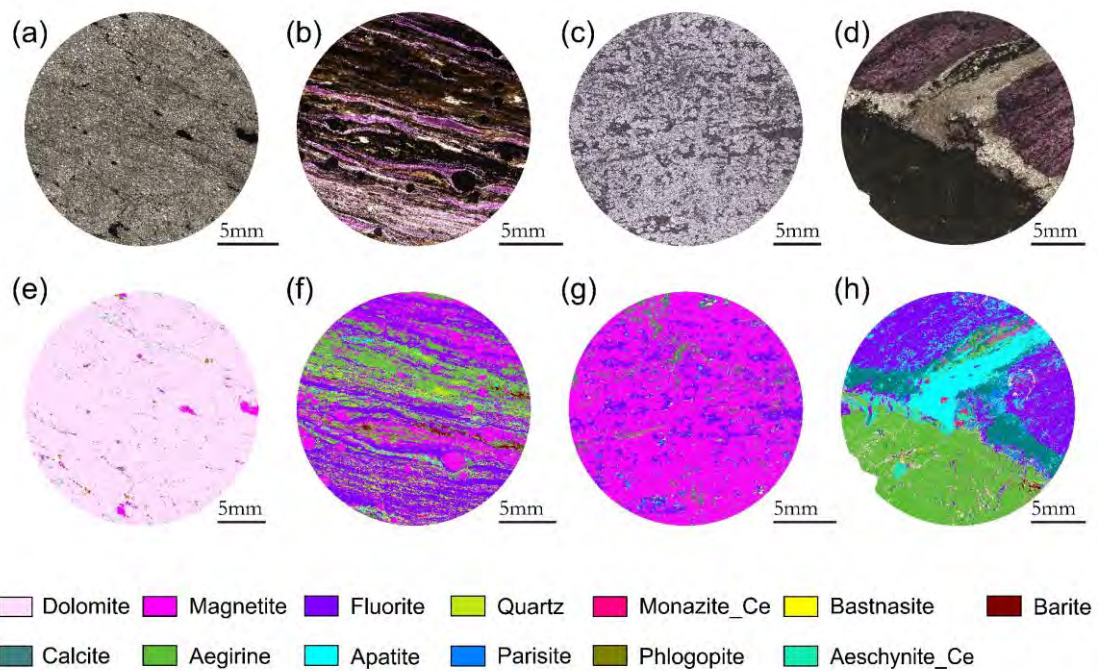 (a) (b) (c) (d)
5mm 5mm 5mm 5mm
(e) (f) (g) (h)
5mm 5mm 5mm 5mm
Dolomite Magnetite Fluorite Quartz Monazite_Ce Bastnasite Barite
Calcite Aegirine Apatite Parisite Phlogopite Aeschynite_Ce